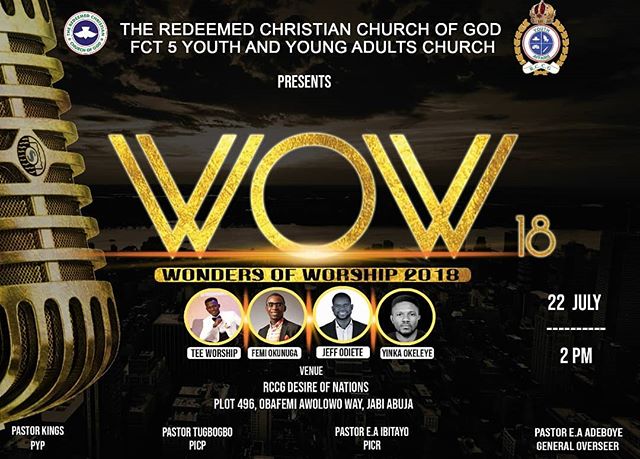 THE REDEEMED CHRISTIAN CHURCH OF GOD
FCT 5 YOUTH AND YOUNG ADULTS CHURCH
PRESENTS
WOW 18
WONDERS OF WORSHIP 2018
TEE WORSHIP
FEMI OKUNUGA
JEFF ODIETE
YINKA OKELEYE
22 JULY
----------
2 PM
VENUE
RCCG DESIRE OF NATIONS
PLOT 496, OBAFEMI AWOLOWO WAY, JABI ABUJA
PASTOR KINGS
PYP
PASTOR TUGBOGBO
PICP
PASTOR E.A IBITAYO
PICR
PASTOR E.A ADEBOYE
GENERAL OVERSEER